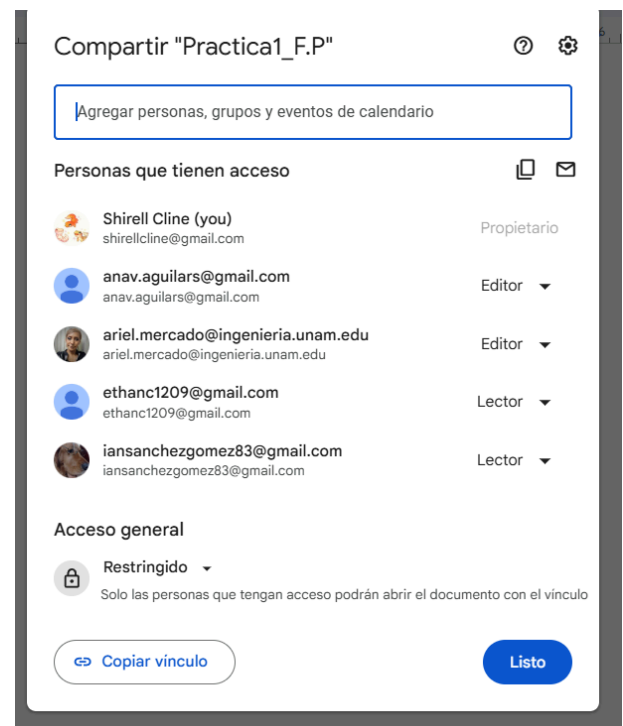 Compartir "Practica1_F.P"
Agregar personas, grupos y eventos de calendario
Personas que tienen acceso
Shirell Cline (you)
shirellcline@gmail.com
Propietario
anav.aguilars@gmail.com
anav.aguilars@gmail.com
Editor
ariel.mercado@ingenieria.unam.edu
ariel.mercado@ingenieria.unam.edu
Editor
ethanc1209@gmail.com
ethanc1209@gmail.com
Lector
iansanchezgomez83@gmail.com
iansanchezgomez83@gmail.com
Lector
Acceso general
Restringido
Solo las personas que tengan acceso podrán abrir el documento con el vínculo
Copiar vínculo
Listo